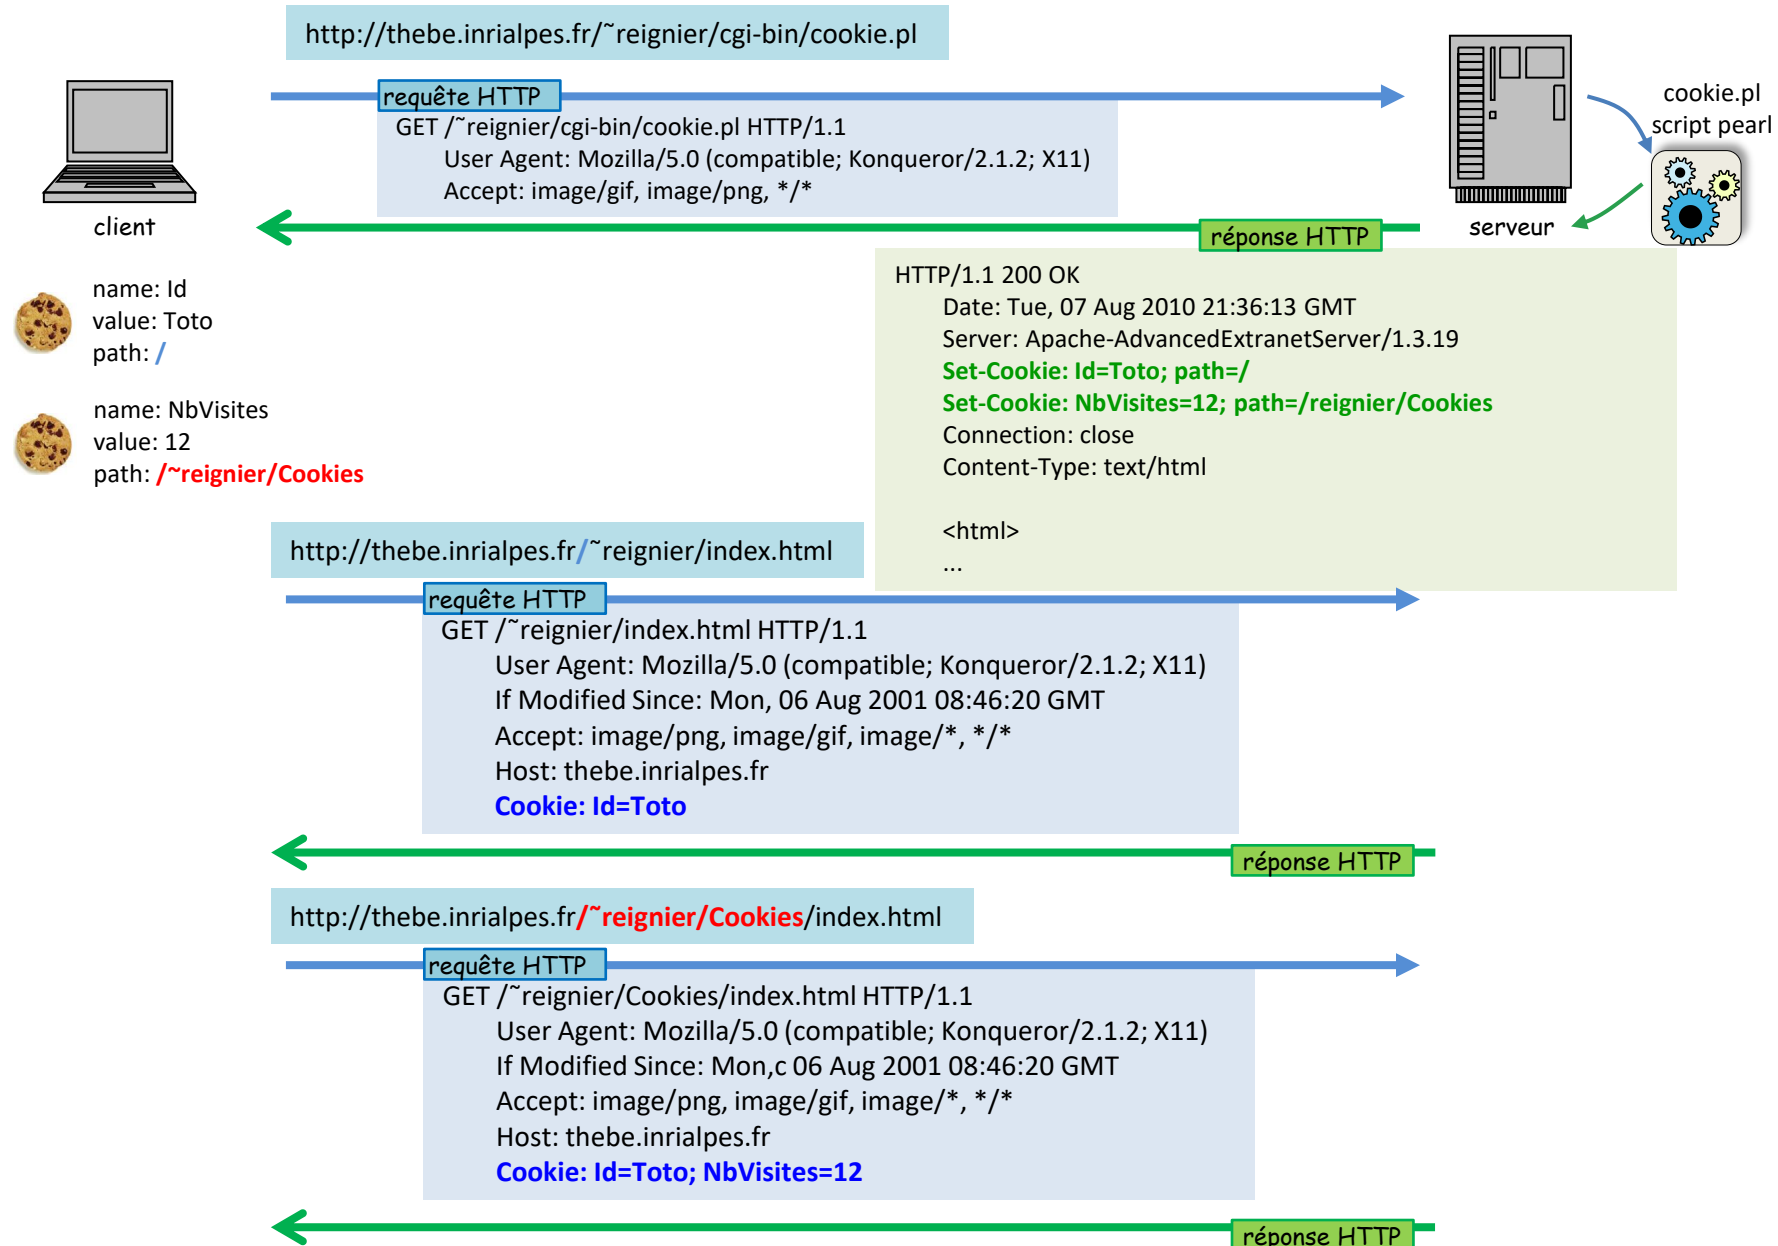 http://thebe.inrialpes.fr/~reignier/cgi-bin/cookie.pl
requête HTTP
GET /~reignier/cgi-bin/cookie.pl HTTP/1.1
User Agent: Mozilla/5.0 (compatible; Konqueror/2.1.2; X11)
Accept: image/gif, image/png, */*
client
serveur
cookie.pl
script pearl
réponse HTTP
HTTP/1.1 200 OK
Date: Tue, 07 Aug 2010 21:36:13 GMT
Server: Apache-AdvancedExtranetServer/1.3.19
Set-Cookie: Id=Toto; path=/
Set-Cookie: NbVisites=12; path=/reignier/Cookies
Connection: close
Content-Type: text/html
<html>
...
name: Id
value: Toto
path: /
name: NbVisites
value: 12
path: /~reignier/Cookies
http://thebe.inrialpes.fr/~reignier/index.html
requête HTTP
GET /~reignier/index.html HTTP/1.1
User Agent: Mozilla/5.0 (compatible; Konqueror/2.1.2; X11)
If Modified Since: Mon, 06 Aug 2001 08:46:20 GMT
Accept: image/png, image/gif, image/*, */*
Host: thebe.inrialpes.fr
Cookie: Id=Toto
réponse HTTP
http://thebe.inrialpes.fr/~reignier/Cookies/index.html
requête HTTP
GET /~reignier/Cookies/index.html HTTP/1.1
User Agent: Mozilla/5.0 (compatible; Konqueror/2.1.2; X11)
If Modified Since: Mon,c 06 Aug 2001 08:46:20 GMT
Accept: image/png, image/gif, image/*, */*
Host: thebe.inrialpes.fr
Cookie: Id=Toto; NbVisites=12
réponse HTTP